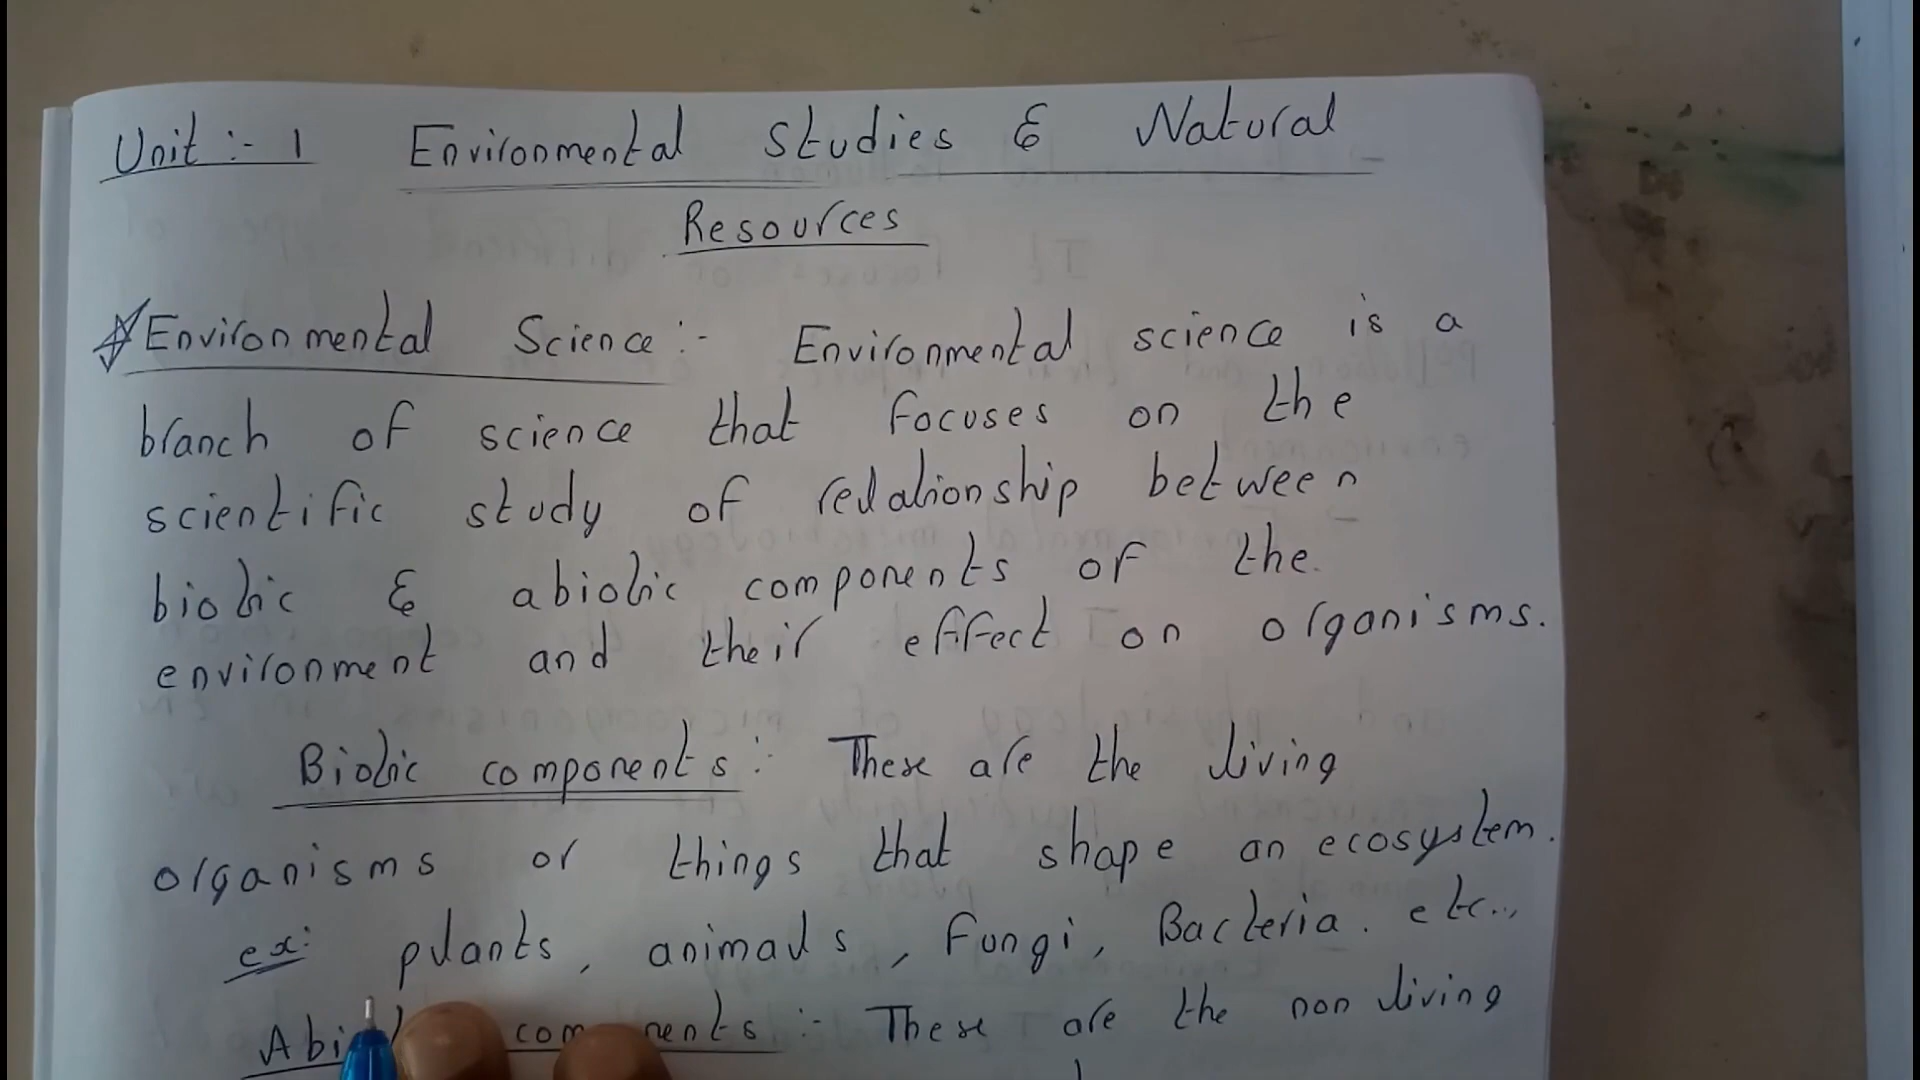 Unit :- 1 Environmental Studies & Natural
Resources
Environmental Science :- Environmental science is a
branch of science that focuses on the
scientific study of relationship between
biotic & abiotic components of the
environment and their effect on organisms.
Biotic components :- These are the living
organisms or things that shape an ecosystem.
ex: plants, animals, Fungi, Bacteria. etc..,
components :- These are the non living